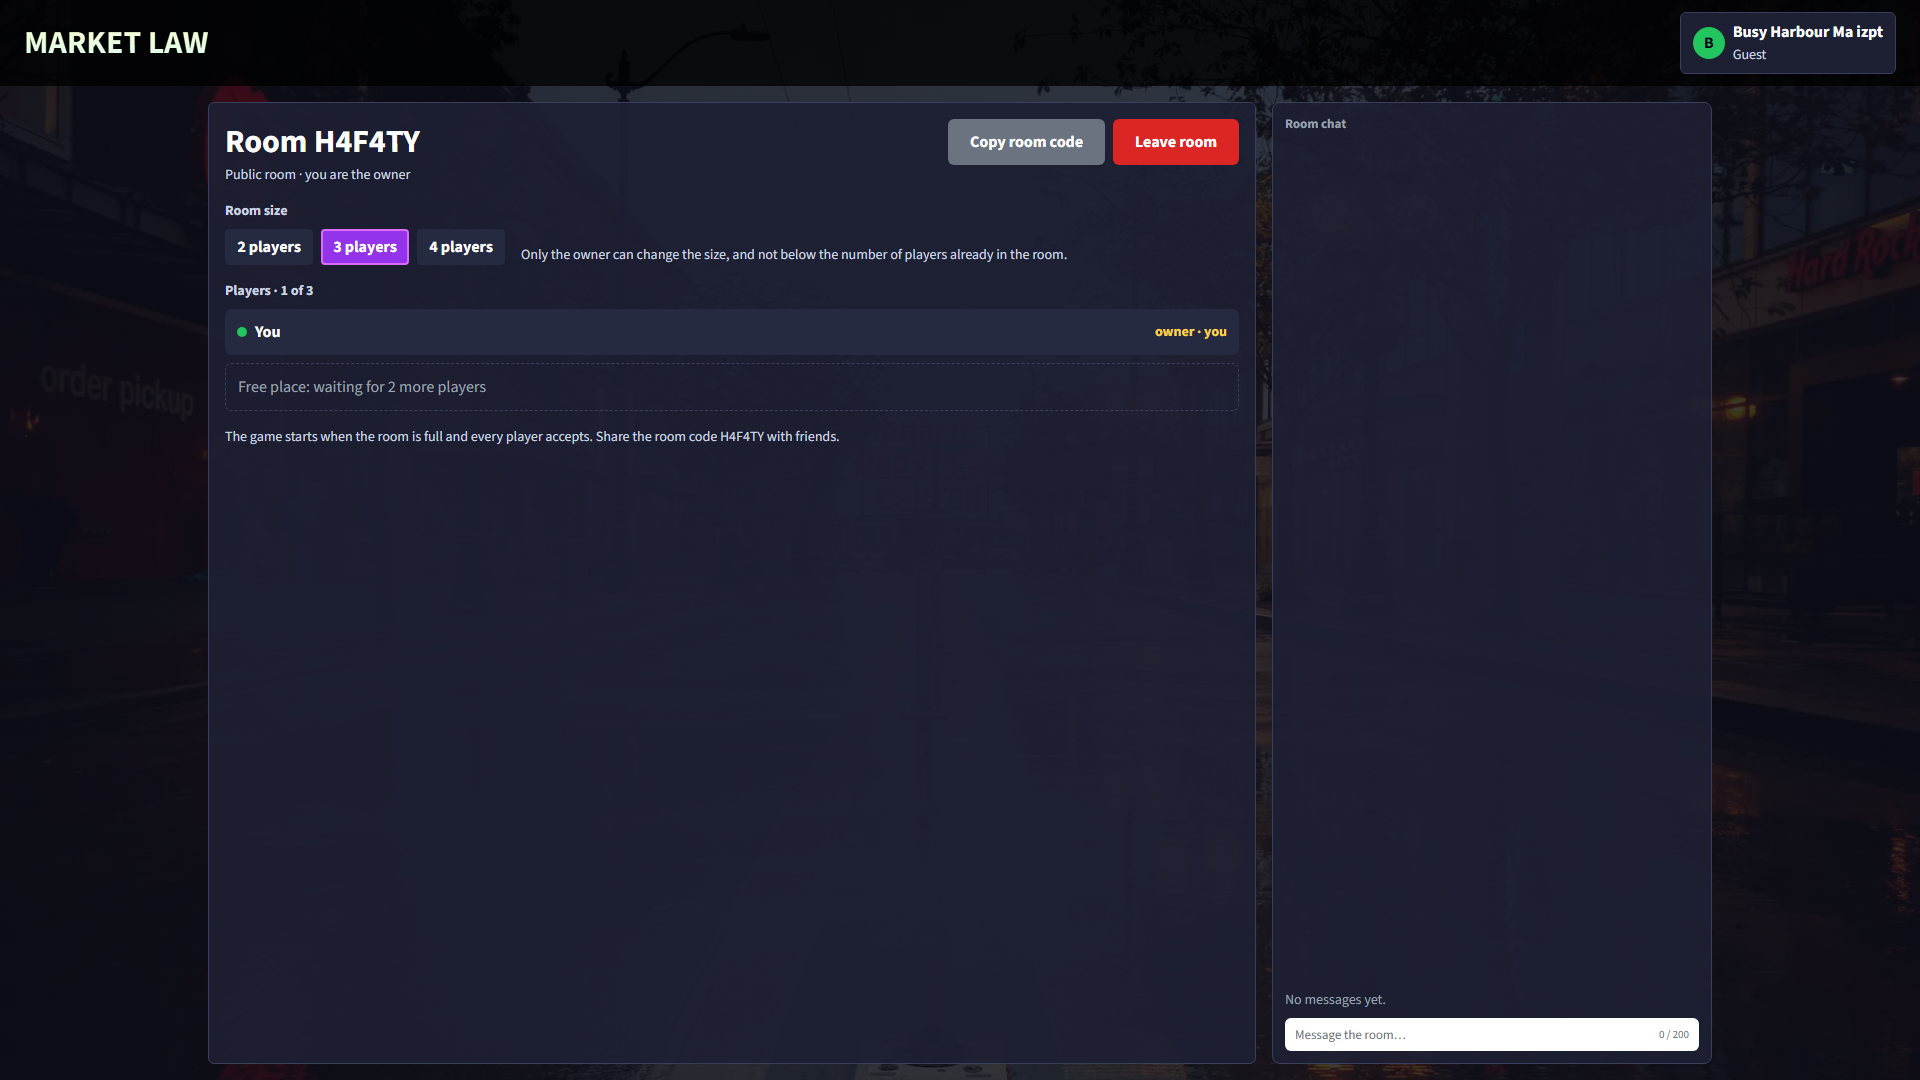 MARKET LAW
B
Busy Harbour Ma izpt
Guest
Room H4F4TY
Copy room code
Leave room
Public room · you are the owner
Room size
2 players
3 players
4 players
Only the owner can change the size, and not below the number of players already in the room.
Players · 1 of 3
You
owner · you
Free place: waiting for 2 more players
The game starts when the room is full and every player accepts. Share the room code H4F4TY with friends.
Room chat
No messages yet.
Message the room…
0 / 200
order pickup
Hard Rock